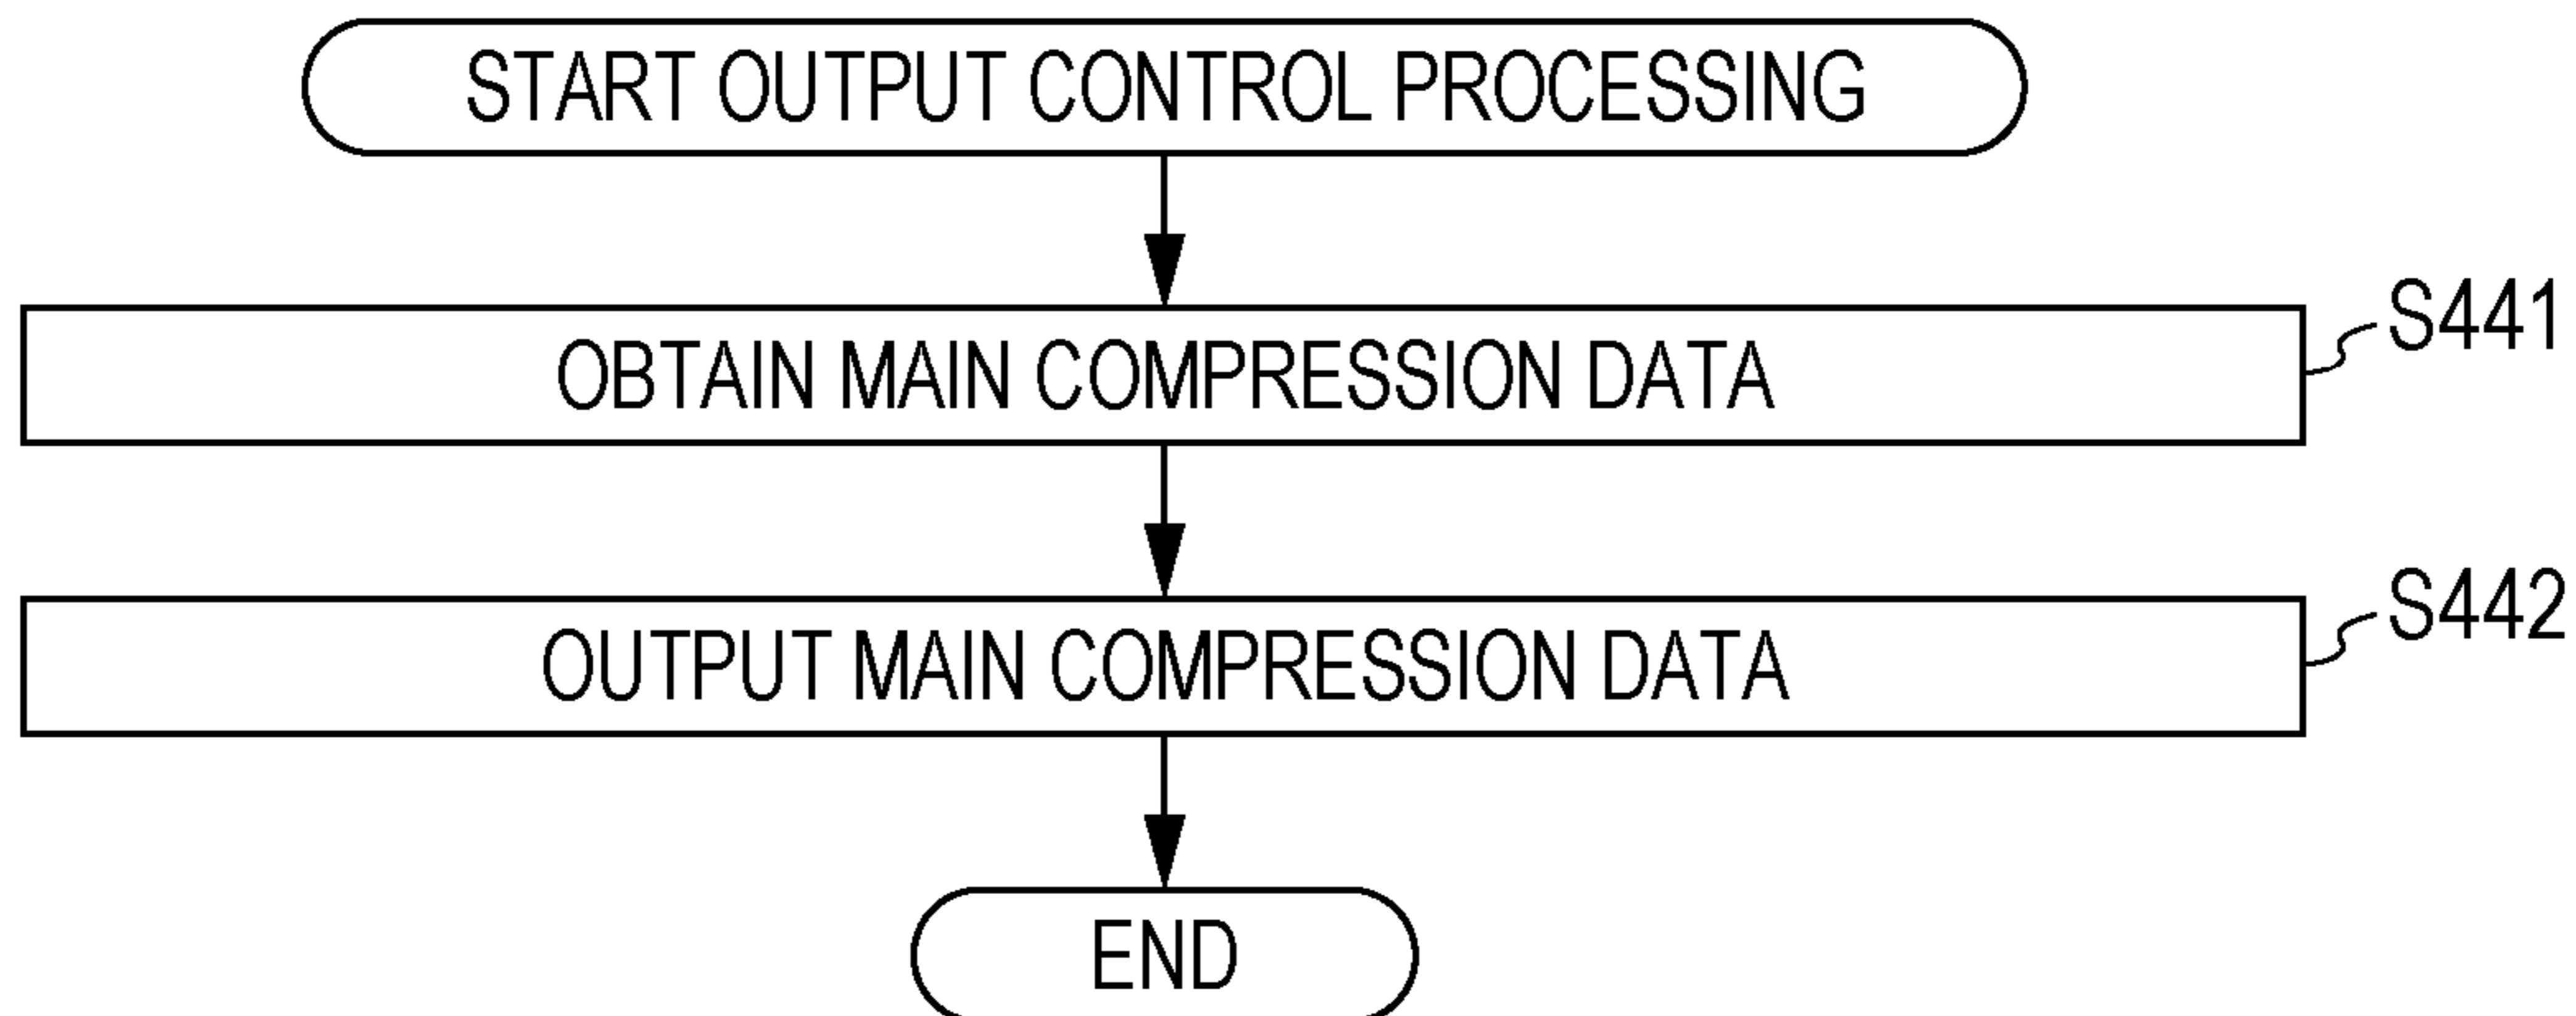 START OUTPUT CONTROL PROCESSING
OBTAIN MAIN COMPRESSION DATA
S441
OUTPUT MAIN COMPRESSION DATA
S442
END